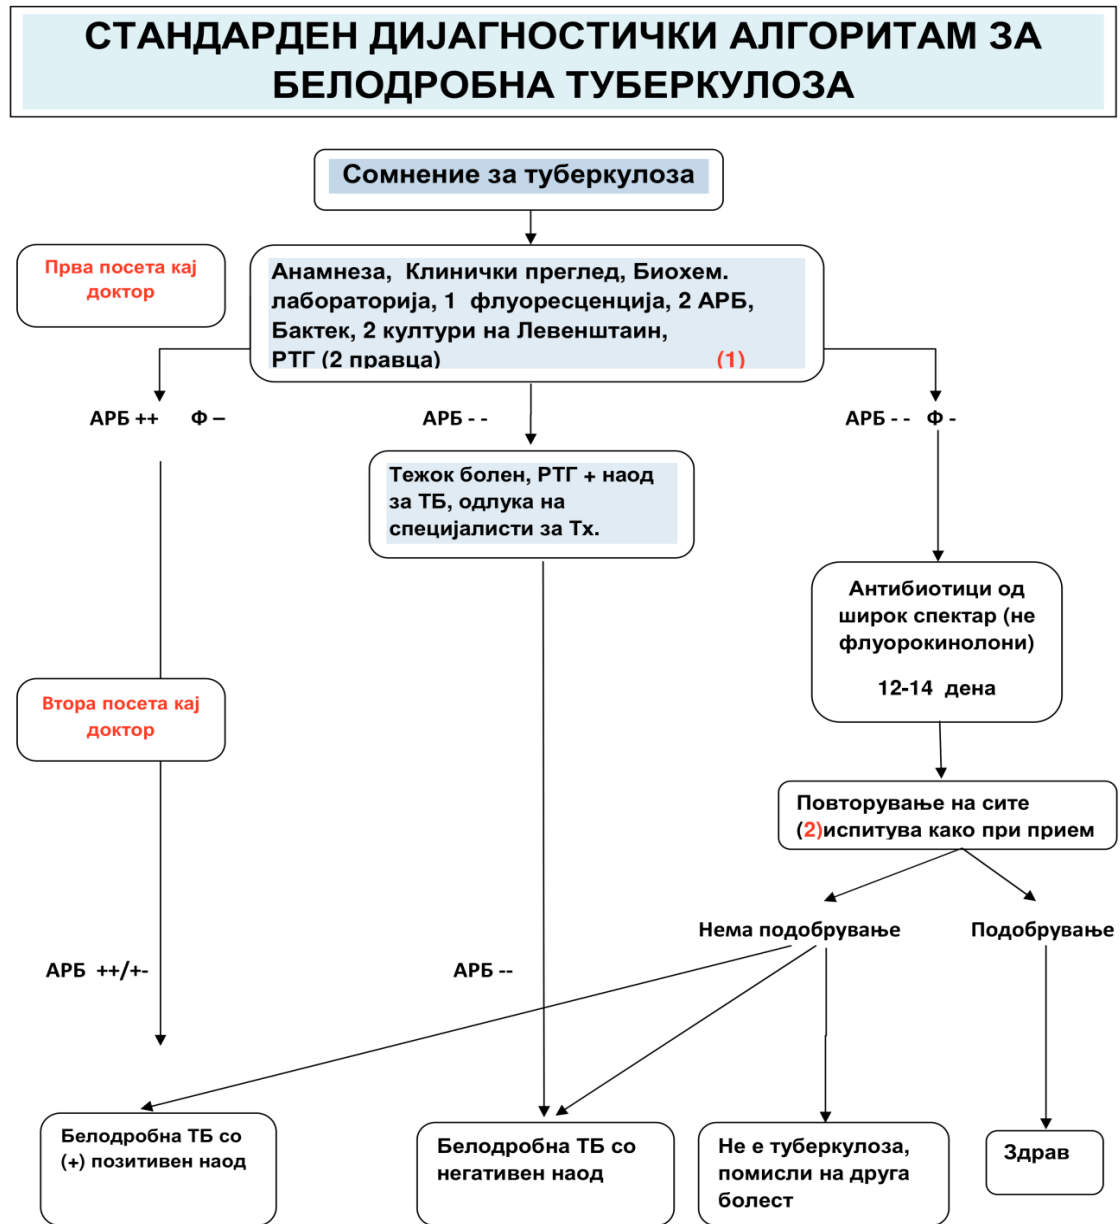 СТАНДАРДЕН ДИЈАГНОСТИЧКИ АЛГОРИТАМ ЗА
БЕЛОДРОБНА ТУБЕРКУЛОЗА
Сомнение за туберкулоза
Прва посета кај
доктор
Анамнеза, Клинички преглед, Биохем.
лабораторија, 1 флуоресценција, 2 АРБ,
Бактек, 2 култури на Левенштаин,
РТГ (2 правца) (1)
АРБ ++ Ф –
АРБ - -
АРБ - - Ф -
Тежок болен, РТГ + наод
за ТБ, одлука на
специјалисти за Тх.
Антибиотици од
широк спектар (не
флуорокинолони)
12-14 дена
Втора посета кај
доктор
Повторување на сите
(2)испитува како при прием
Нема подобрување
Подобрување
АРБ ++/+-
АРБ --
Белодробна ТБ со
(+) позитивен наод
Белодробна ТБ со
негативен наод
Не е туберкулоза,
помисли на друга
болест
Здрав